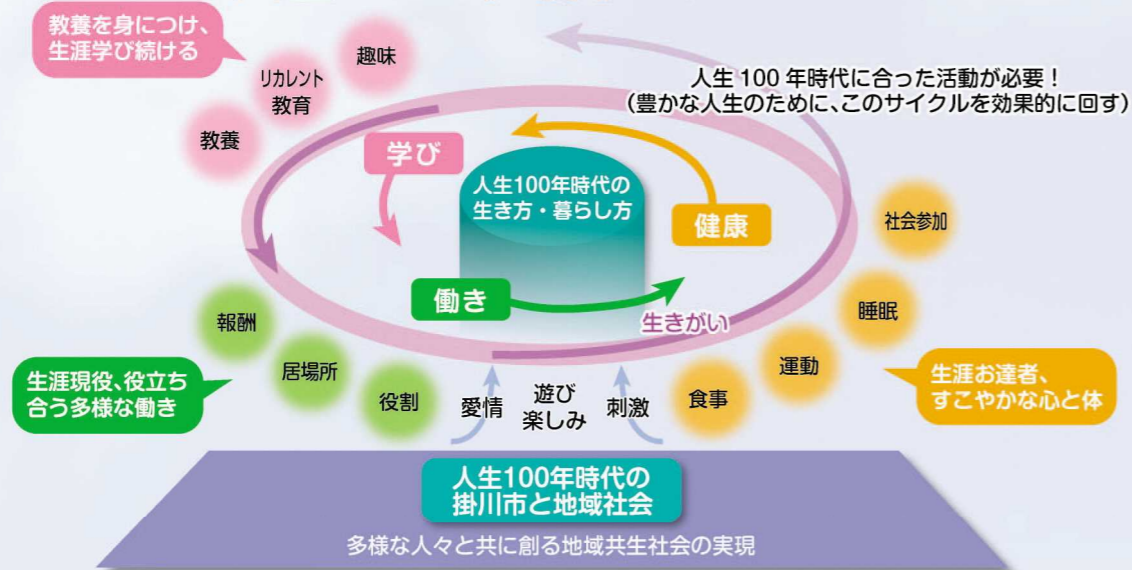 教養を身につけ、
生涯学び続ける
趣味
リカレント
教育
教養
人生100年時代に合った活動が必要！
（豊かな人生のために、このサイクルを効果的に回す）
学び
人生100年時代の
生き方・暮らし方
健康
働き
生きがい
社会参加
睡眠
運動
食事
報酬
居場所
役割
生涯現役、役立ち
合う多様な働き
愛情
遊び
楽しみ
刺激
生涯お達者、
すこやかな心と体
人生100年時代の
掛川市と地域社会
多様な人々と共に創る地域共生社会の実現